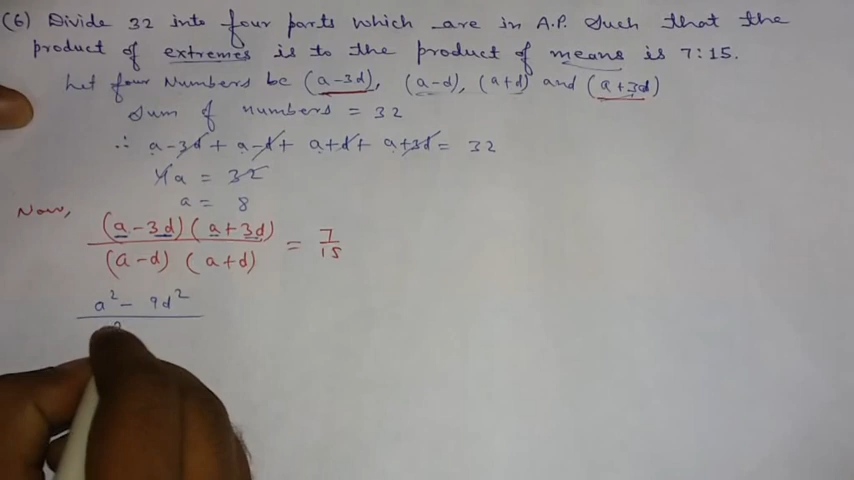 (6) Divide 32 into four parts which are in A.P. Such that the
product of extremes is to the product of means is 7:15.
Let four Numbers be (a-3d), (a-d), (a+d) and (a+3d)
Sum of numbers = 32
∴ a-3d + a-d + a+d + a+3d = 32
4a = 32
a = 8
Now,
(a-3d)(a+3d) / (a-d) (a+d) = 7/15
a² - 9d²